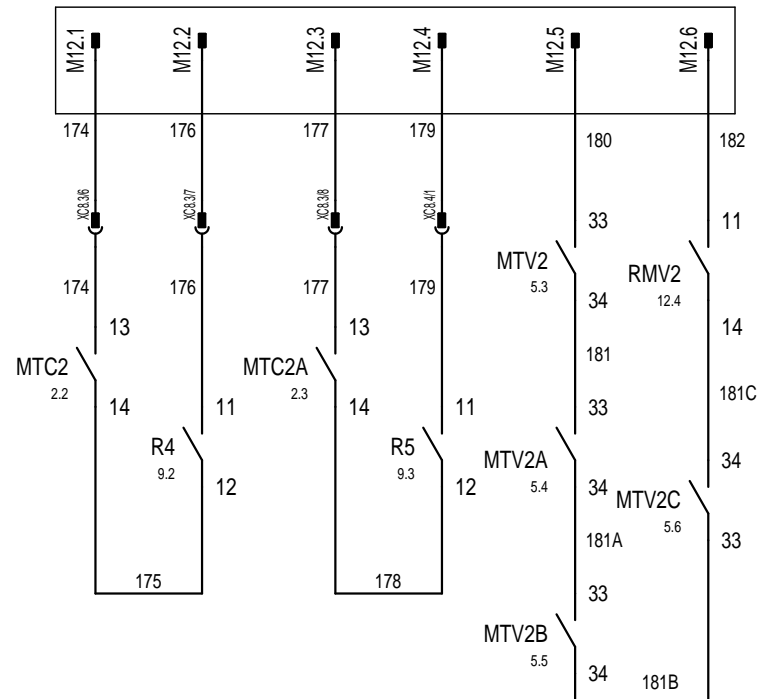 M12.1 M12.2 M12.3 M12.4 M12.5 M12.6
174 176 177 179 180 182
XC8.3/6 XC8.3/7 XC8.3/8 XC8.4/1
33 11
MTV2 RMV2
5.3 12.4
174 176 177 179 34 14
13 13
181
MTC2 MTC2A
2.2 2.3 181C
14 11 14 11 33
R4 R5 MTV2A 34
9.2 9.3 5.4
12 12 34 MTV2C
5.6
181A 33
175 178 33
MTV2B
5.5 34 181B